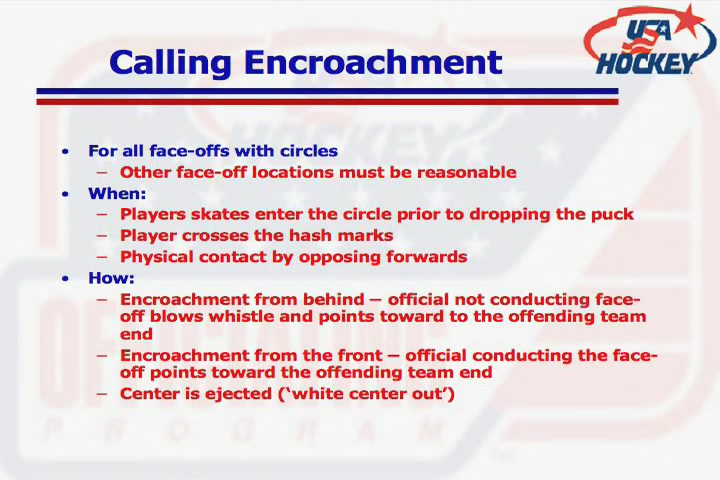 USA
HOCKEY
Calling Encroachment
• For all face-offs with circles
– Other face-off locations must be reasonable
• When:
– Players skates enter the circle prior to dropping the puck
– Player crosses the hash marks
– Physical contact by opposing forwards
• How:
– Encroachment from behind – official not conducting face-
off blows whistle and points toward to the offending team
end
– Encroachment from the front – official conducting the face-
off points toward the offending team end
– Center is ejected (‘white center out’)
HOCKEY
OFFICIATING
PROGRAM